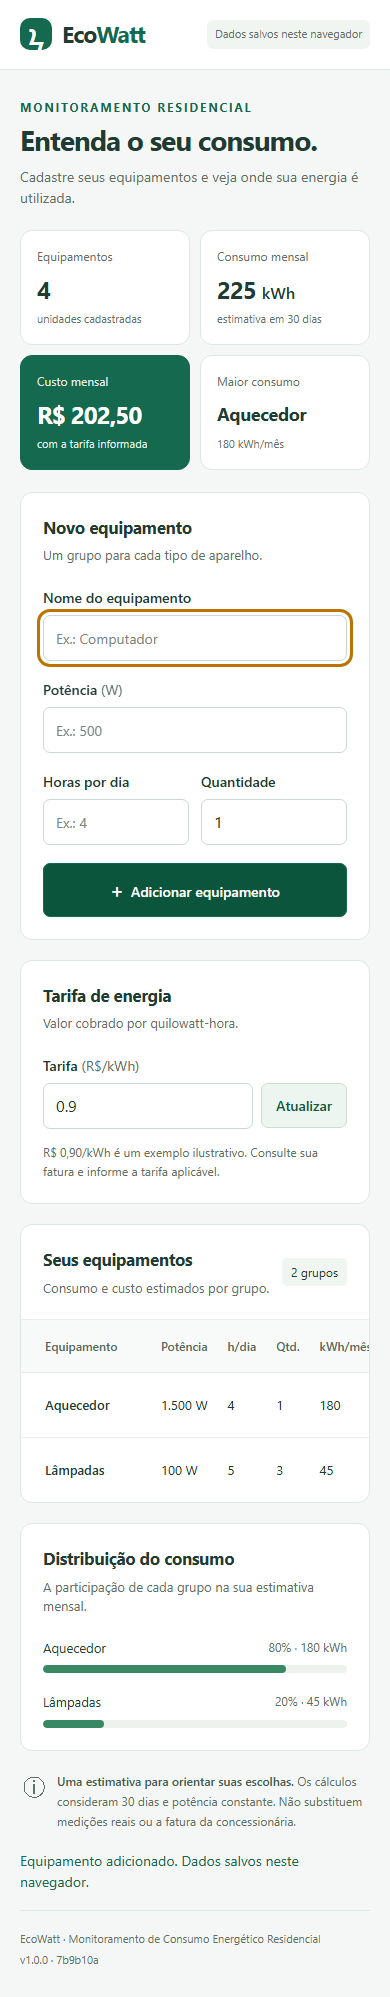 EcoWatt
Dados salvos neste navegador
MONITORAMENTO RESIDENCIAL
Entenda o seu consumo.
Cadastre seus equipamentos e veja onde sua energia é
utilizada.
Equipamentos
4
unidades cadastradas
Consumo mensal
225 kWh
estimativa em 30 dias
Custo mensal
R$ 202,50
com a tarifa informada
Maior consumo
Aquecedor
180 kWh/mês
Novo equipamento
Um grupo para cada tipo de aparelho.
Nome do equipamento
Ex.: Computador
Potência (W)
Ex.: 500
Horas por dia
Quantidade
Ex.: 4
1
+ Adicionar equipamento
Tarifa de energia
Valor cobrado por quilowatt-hora.
Tarifa (R$/kWh)
0.9
Atualizar
R$ 0,90/kWh é um exemplo ilustrativo. Consulte sua
fatura e informe a tarifa aplicável.
Seus equipamentos
Consumo e custo estimados por grupo.
2 grupos
Equipamento Potência h/dia Qtd. kWh/mês
Aquecedor 1.500 W 4 1 180
Lâmpadas 100 W 5 3 45
Distribuição do consumo
A participação de cada grupo na sua estimativa
mensal.
Aquecedor 80% · 180 kWh
Lâmpadas 20% · 45 kWh
Uma estimativa para orientar suas escolhas. Os cálculos
consideram 30 dias e potência constante. Não substituem
medições reais ou a fatura da concessionária.
Equipamento adicionado. Dados salvos neste
navegador.
EcoWatt · Monitoramento de Consumo Energético Residencial
v1.0.0 · 7b9b10a